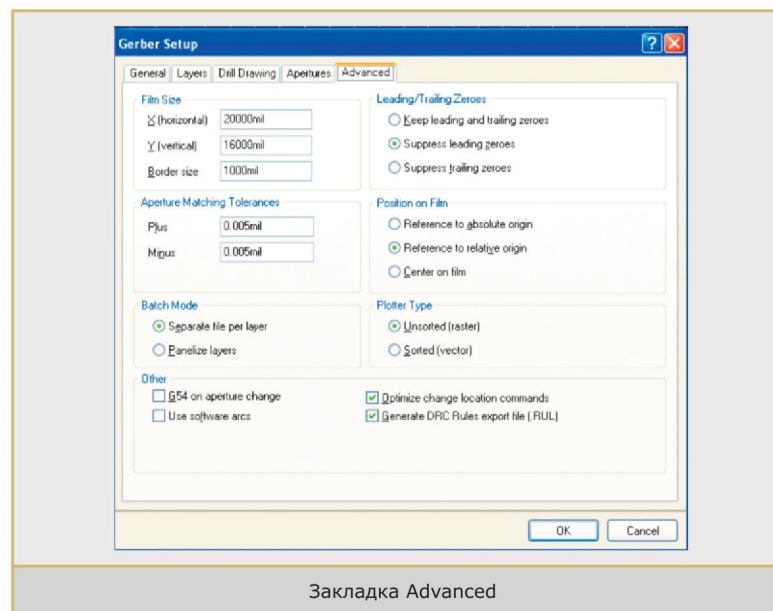 Gerber Setup
General Layers Drill Drawing Apertures Advanced
Film Size
X (horizontal) 20000mil
Y (vertical) 16000mil
Border size 1000mil
Leading/Trailing Zeroes
Keep leading and trailing zeroes
Suppress leading zeroes
Suppress trailing zeroes
Aperture Matching Tolerances
Plus 0.005mil
Minus 0.005mil
Position on Film
Reference to absolute origin
Reference to relative origin
Center on film
Batch Mode
Separate file per layer
Panelize layers
Plotter Type
Unsorted (raster)
Sorted (vector)
Other
G54 on aperture change
Use software arcs
Optimize change location commands
Generate DRC Rules export file (.RUL)
OK Cancel
Закладка Advanced